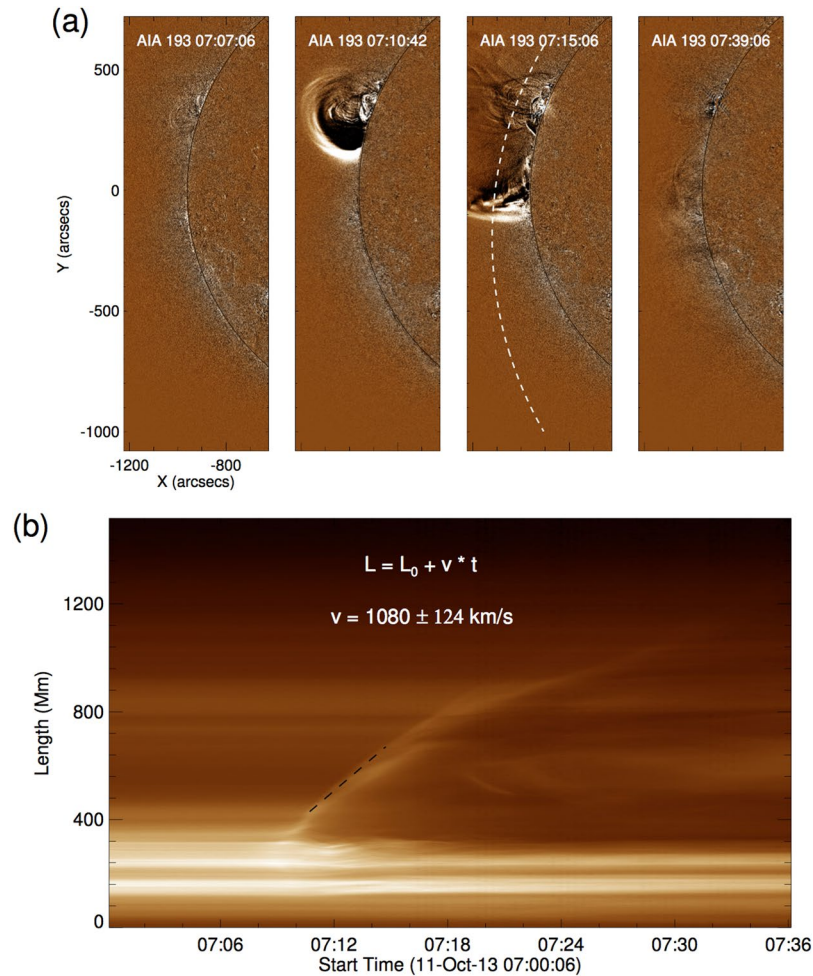 (a)
AIA 193 07:07:06
AIA 193 07:10:42
AIA 193 07:15:06
AIA 193 07:39:06
500
0
-500
-1000
Y (arcsecs)
-1200
-800
X (arcsecs)
(b)
L = L₀ + v * t
v = 1080 ± 124 km/s
1200
800
400
0
Length (Mm)
07:06
07:12
07:18
07:24
07:30
07:36
Start Time (11-Oct-13 07:00:06)